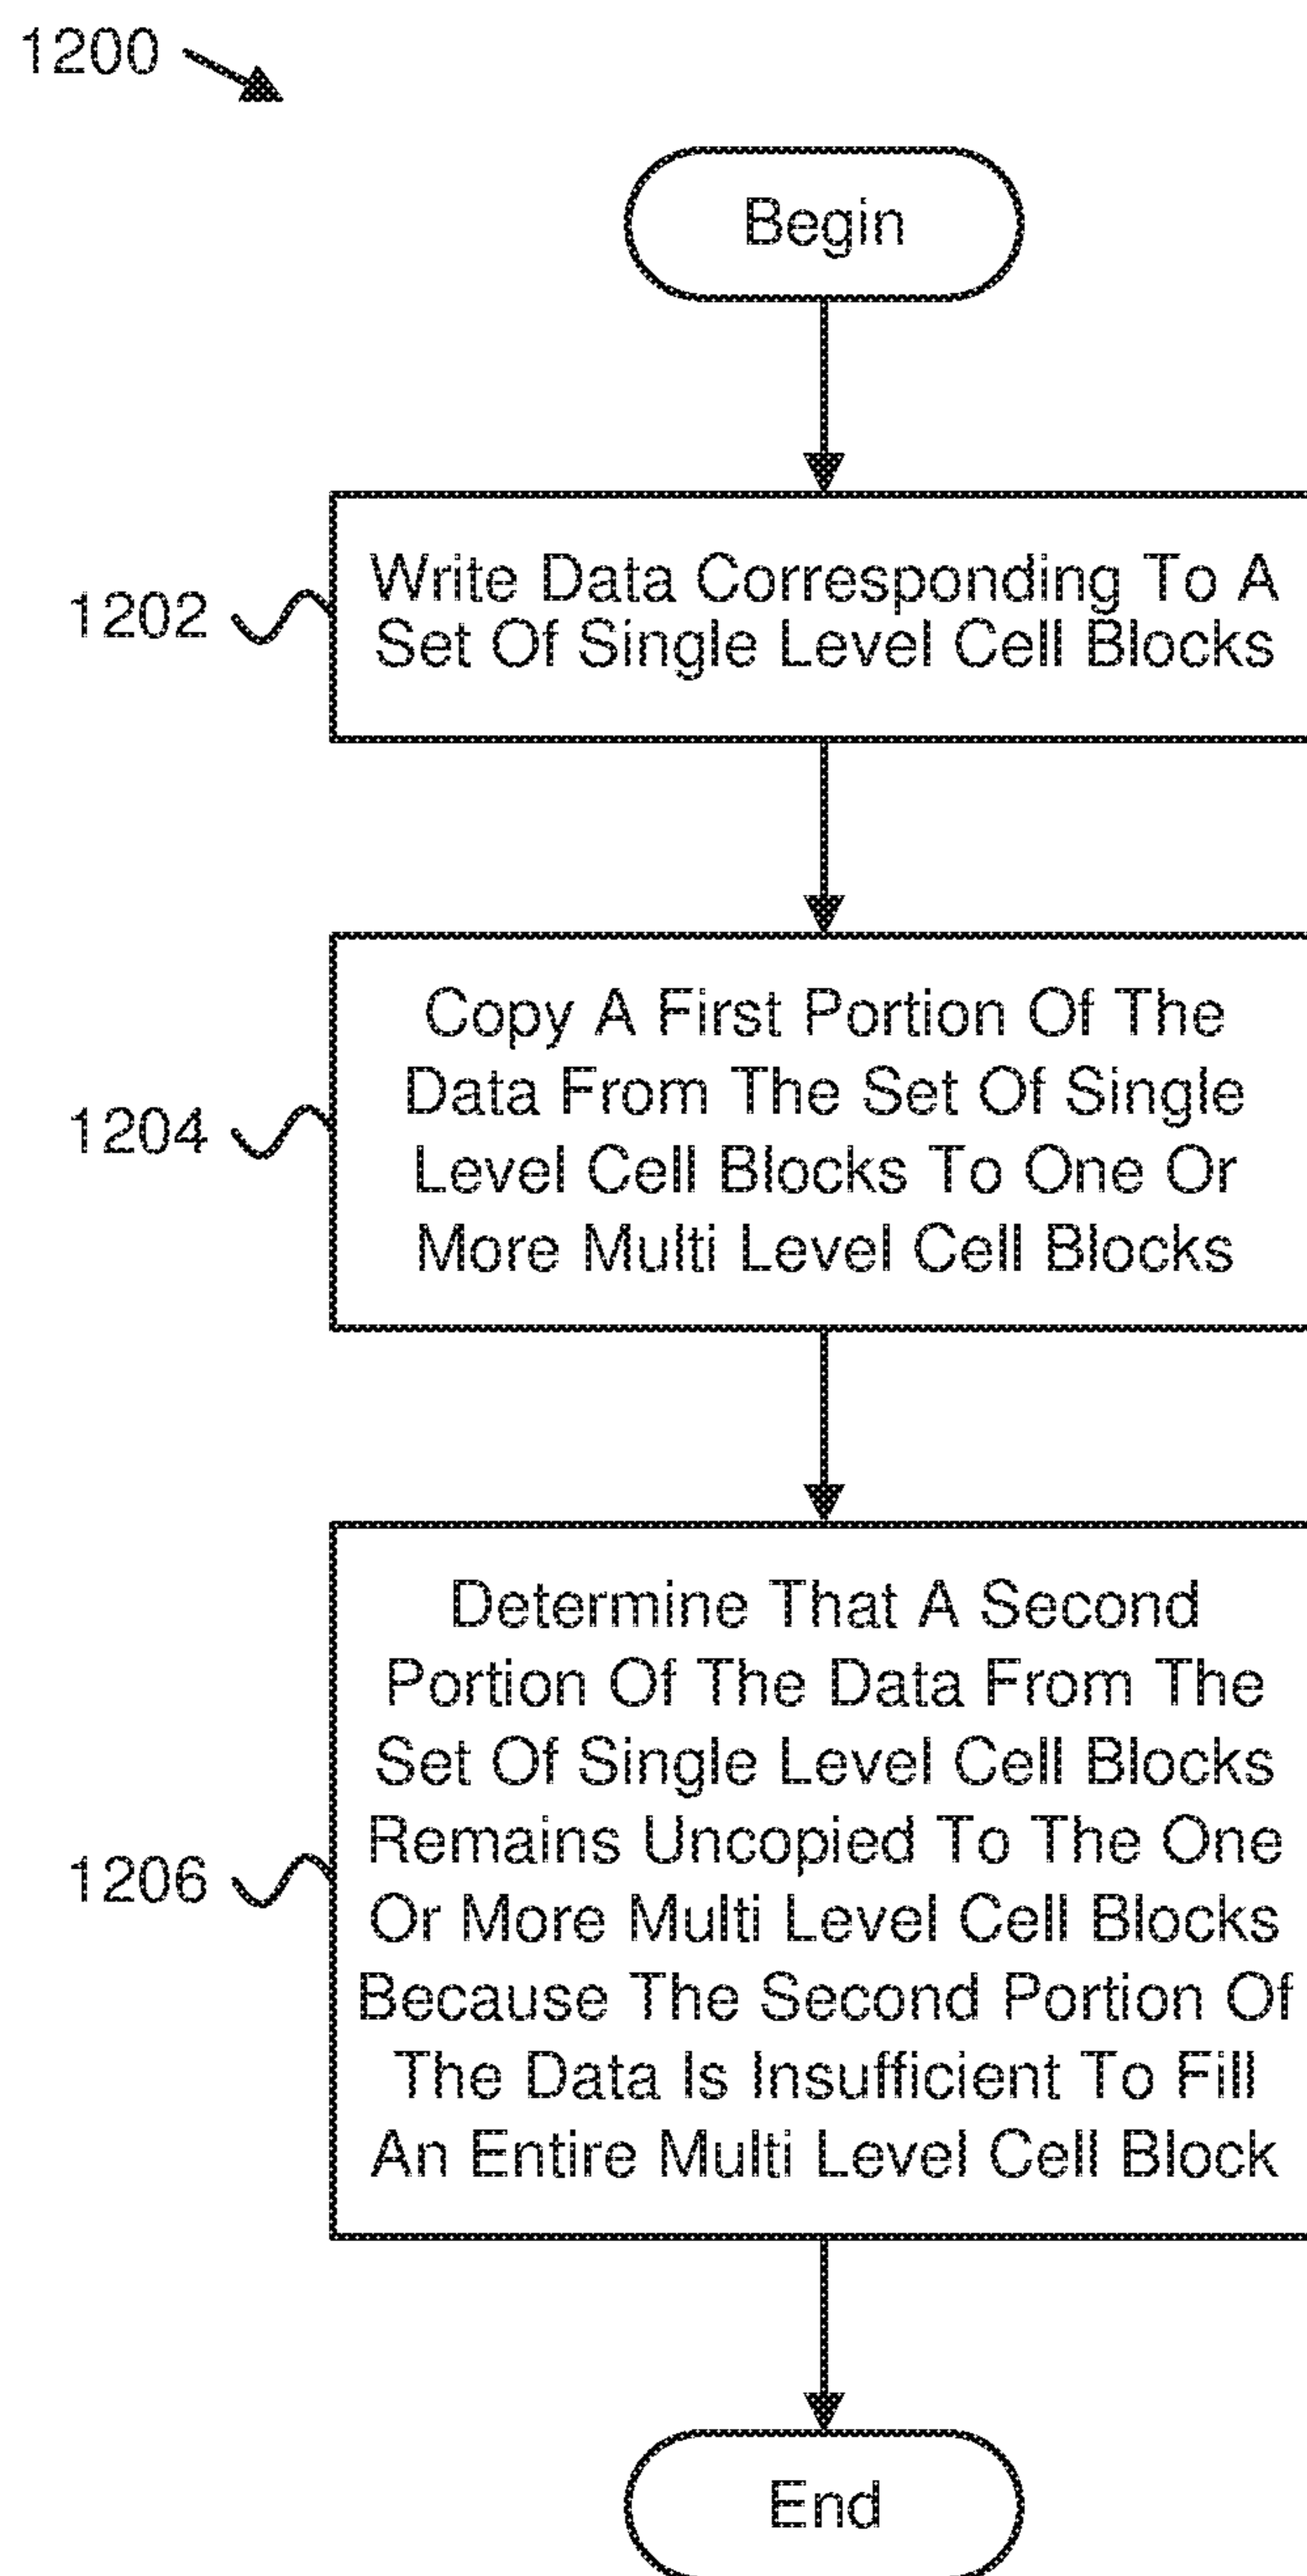 1200
Begin
1202
Write Data Corresponding To A
Set Of Single Level Cell Blocks
1204
Copy A First Portion Of The
Data From The Set Of Single
Level Cell Blocks To One Or
More Multi Level Cell Blocks
1206
Determine That A Second
Portion Of The Data From The
Set Of Single Level Cell Blocks
Remains Uncopied To The One
Or More Multi Level Cell Blocks
Because The Second Portion Of
The Data Is Insufficient To Fill
An Entire Multi Level Cell Block
End